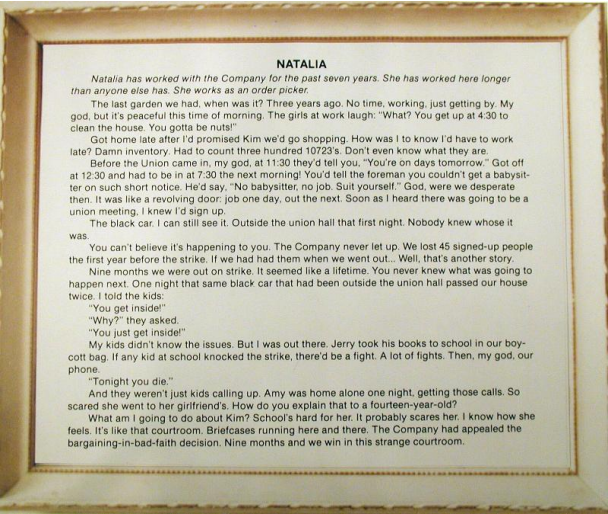 NATALIA
Natalia has worked with the Company for the past seven years. She has worked here longer
than anyone else has. She works as an order picker.
The last garden we had, when was it? Three years ago. No time, working, just getting by. My
god, but it's peaceful this time of morning. The girls at work laugh: "What? You get up at 4:30 to
clean the house. You gotta be nuts!"
Got home late after I'd promised Kim we'd go shopping. How was I to know I'd have to work
late? Damn inventory. Had to count three hundred 10723's. Don't even know what they are.
Before the Union came in, my god, at 11:30 they'd tell you, "You're on days tomorrow." Got off
at 12:30 and had to be in at 7:30 the next morning! You'd tell the foreman you couldn't get a babysit-
ter on such short notice. He'd say, "No babysitter, no job. Suit yourself." God, were we desperate
then. It was like a revolving door: job one day, out the next. Soon as I heard there was going to be a
union meeting, I knew I'd sign up.
The black car. I can still see it. Outside the union hall that first night. Nobody knew whose it
was.
You can't believe it's happening to you. The Company never let up. We lost 45 signed-up people
the first year before the strike. If we had had them when we went out... Well, that's another story.
Nine months we were out on strike. It seemed like a lifetime. You never knew what was going to
happen next. One night that same black car that had been outside the union hall passed our house
twice. I told the kids:
"You get inside!"
"Why?" they asked.
"You just get inside!"
My kids didn't know the issues. But I was out there. Jerry took his books to school in our boy-
cott bag. If any kid at school knocked the strike, there'd be a fight. A lot of fights. Then, my god, our
phone.
"Tonight you die."
And they weren't just kids calling up. Amy was home alone one night, getting those calls. So
scared she went to her girlfriend's. How do you explain that to a fourteen-year-old?
What am I going to do about Kim? School's hard for her. It probably scares her. I know how she
feels. It's like that courtroom. Briefcases running here and there. The Company had appealed the
bargaining-in-bad-faith decision. Nine months and we win in this strange courtroom.